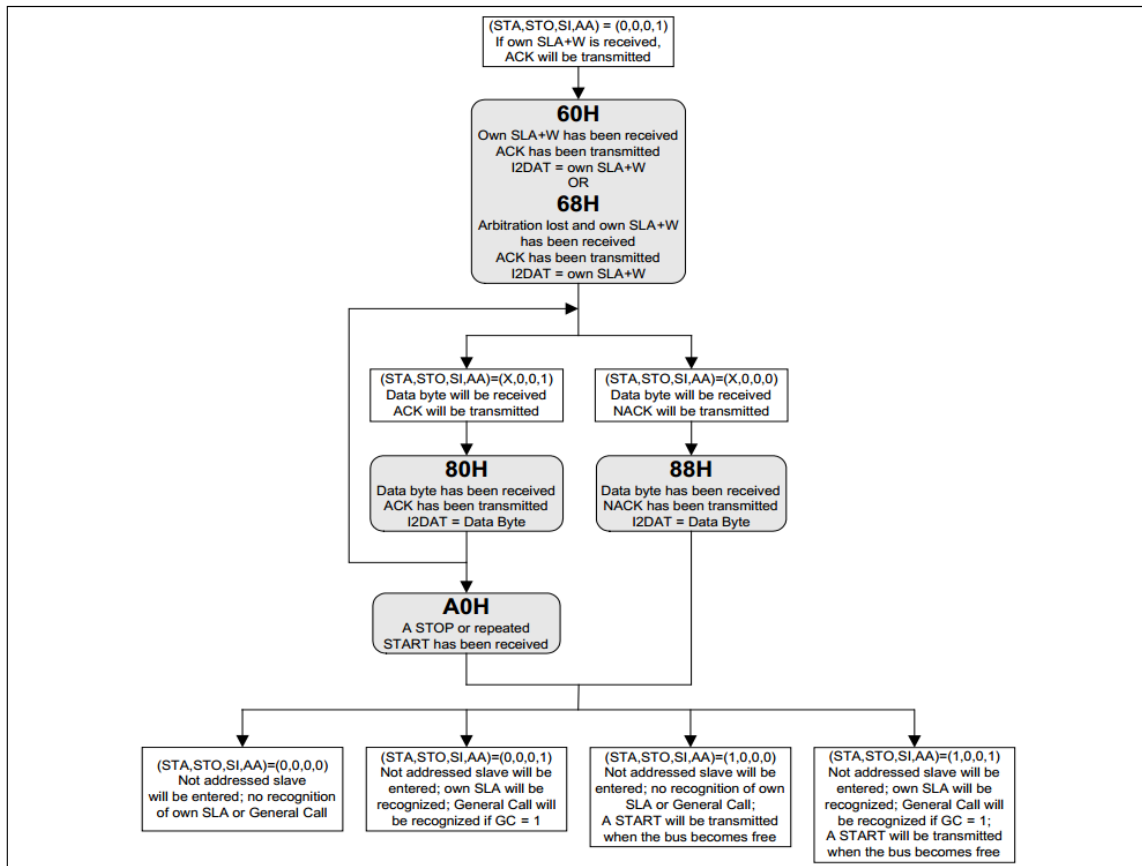 (STA,STO,SI,AA) = (0,0,0,1)
If own SLA+W is received,
ACK will be transmitted
60H
Own SLA+W has been received
ACK has been transmitted
I2DAT = own SLA+W
OR
68H
Arbitration lost and own SLA+W
has been received
ACK has been transmitted
I2DAT = own SLA+W
(STA,STO,SI,AA)=(X,0,0,1)
Data byte will be received
ACK will be transmitted
(STA,STO,SI,AA)=(X,0,0,0)
Data byte will be received
NACK will be transmitted
80H
Data byte has been received
ACK has been transmitted
I2DAT = Data Byte
88H
Data byte has been received
NACK has been transmitted
I2DAT = Data Byte
A0H
A STOP or repeated
START has been received
(STA,STO,SI,AA)=(0,0,0,0)
Not addressed slave
will be entered; no recognition
of own SLA or General Call
(STA,STO,SI,AA)=(0,0,0,1)
Not addressed slave will be
entered; own SLA will be
recognized; General Call will
be recognized if GC = 1
(STA,STO,SI,AA)=(1,0,0,0)
Not addressed slave will be
entered; no recognition of own
SLA or General Call;
A START will be transmitted
when the bus becomes free
(STA,STO,SI,AA)=(1,0,0,1)
Not addressed slave will be
entered; own SLA will be
recognized; General Call will
be recognized if GC = 1;
A START will be transmitted
when the bus becomes free